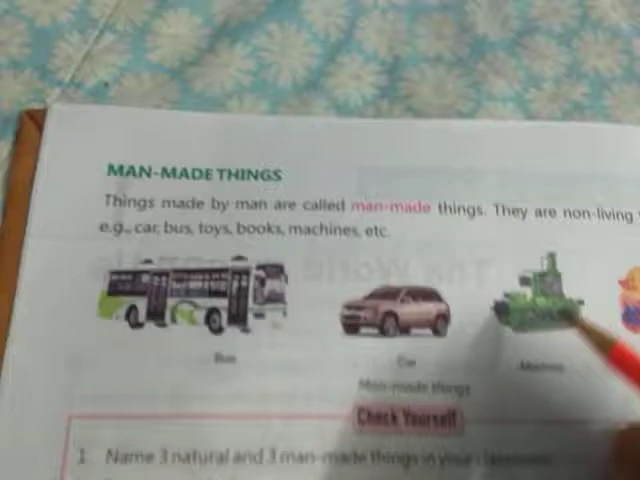 MAN-MADE THINGS
Things made by man are called man-made things. They are non-living
e.g., car, bus, toys, books, machines, etc.
Bus Car Machine
Man-made things
Check Yourself
1. Name 3 natural and 3 man-made things in your classroom.